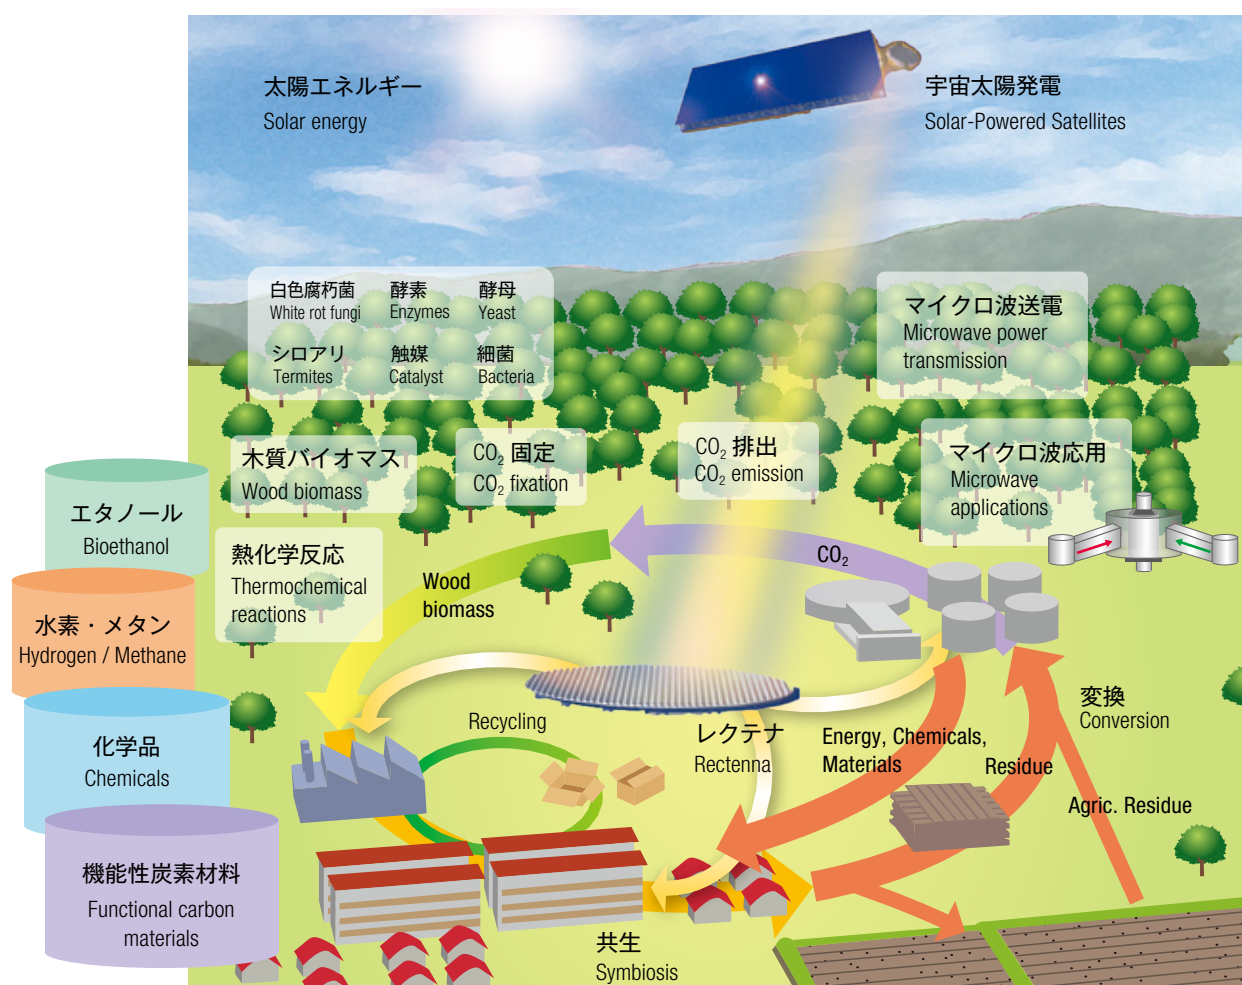 太陽エネルギー
Solar energy
宇宙太陽発電
Solar-Powered Satellites
白色腐朽菌
White rot fungi
酵素
Enzymes
酵母
Yeast
シロアリ
Termites
触媒
Catalyst
細菌
Bacteria
マイクロ波送電
Microwave power
transmission
木質バイオマス
Wood biomass
CO₂ 固定
CO₂ fixation
CO₂ 排出
CO₂ emission
マイクロ波応用
Microwave
applications
エタノール
Bioethanol
熱化学反応
Thermochemical
reactions
Wood
biomass
CO₂
水素・メタン
Hydrogen / Methane
化学品
Chemicals
Recycling
レクテナ
Rectenna
Energy, Chemicals,
Materials
Residue
変換
Conversion
Agric. Residue
機能性炭素材料
Functional carbon
materials
共生
Symbiosis